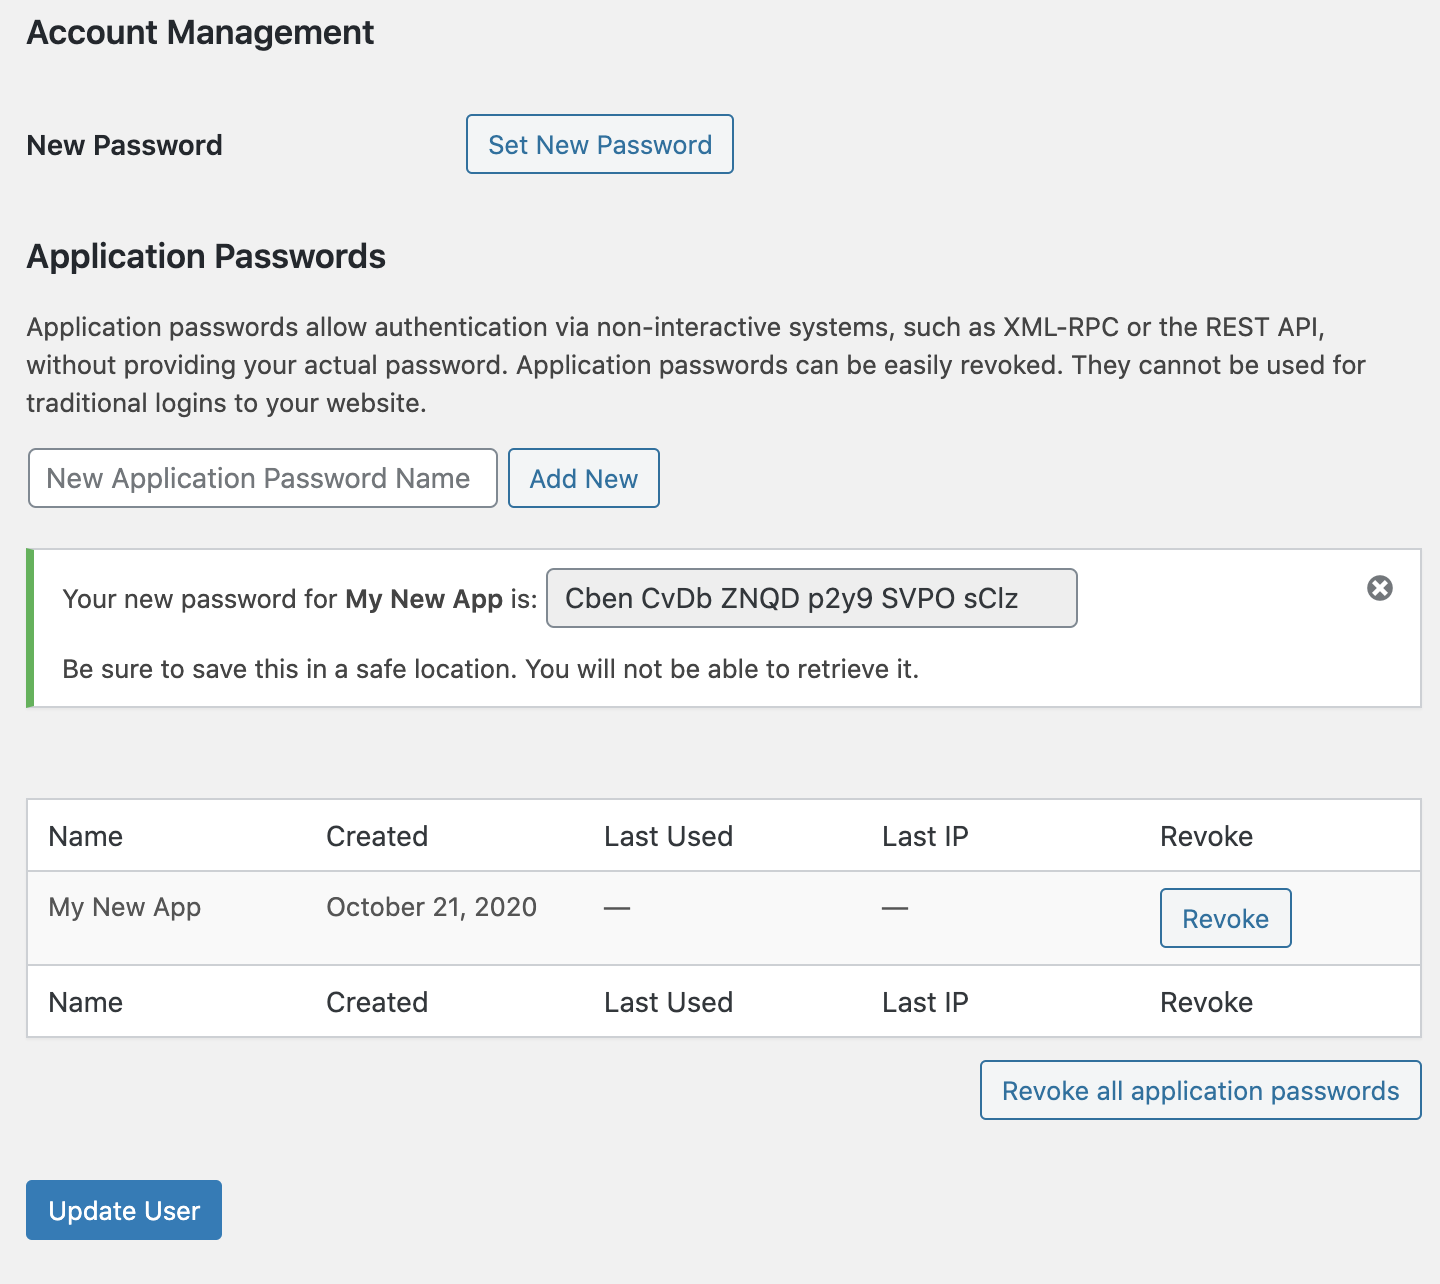 Account Management
New Password
Set New Password
Application Passwords
Application passwords allow authentication via non-interactive systems, such as XML-RPC or the REST API,
without providing your actual password. Application passwords can be easily revoked. They cannot be used for
traditional logins to your website.
New Application Password Name
Add New
Your new password for My New App is: Cben CvDb ZNQD p2y9 SVPO sClz
Be sure to save this in a safe location. You will not be able to retrieve it.
Name Created Last Used Last IP Revoke
My New App October 21, 2020 — — Revoke
Name Created Last Used Last IP Revoke
Revoke all application passwords
Update User